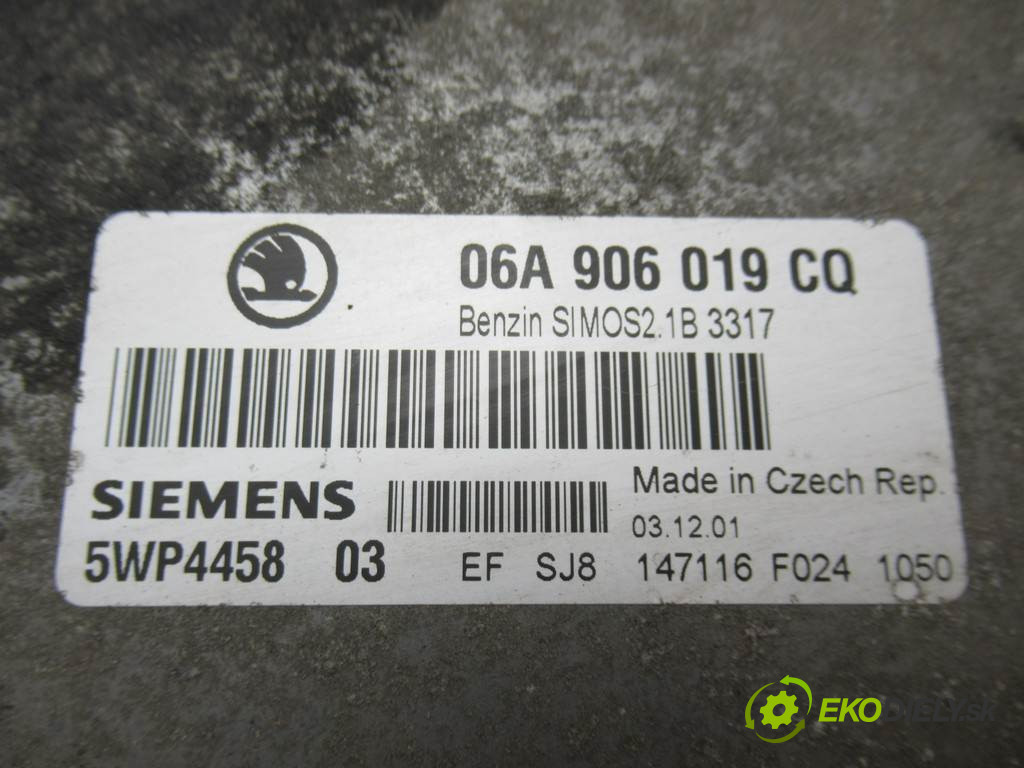 06A 906 019 CQ
Benzin SIMOS2.1B 3317
SIEMENS
Made in Czech Rep.
03.12.01
5WP4458 03 EF SJ8 147116 F024 1050
EKODIELY.sk